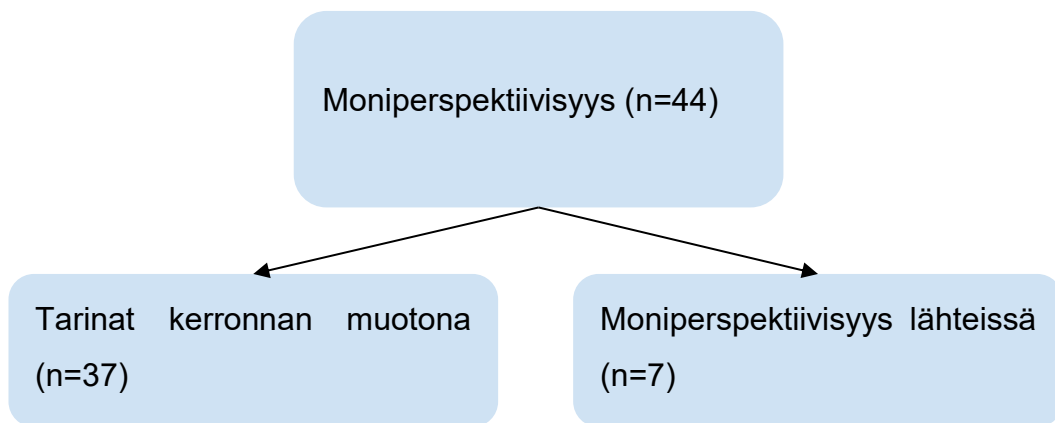 Moniperspektiivisyys (n=44)
Tarinat kerronnan muotona
(n=37)
Moniperspektiivisyys lähteissä
(n=7)